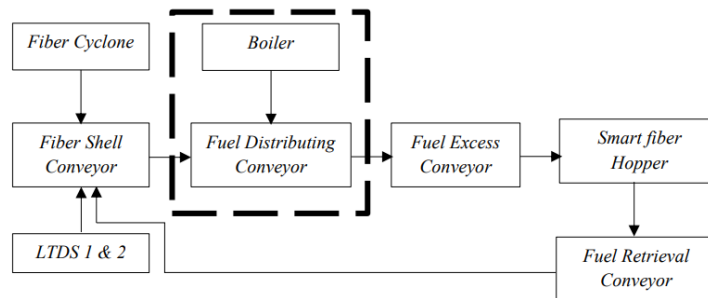 Fiber Cyclone
Boiler
Fiber Shell
Conveyor
Fuel Distributing
Conveyor
Fuel Excess
Conveyor
Smart fiber
Hopper
LTDS 1 & 2
Fuel Retrieval
Conveyor